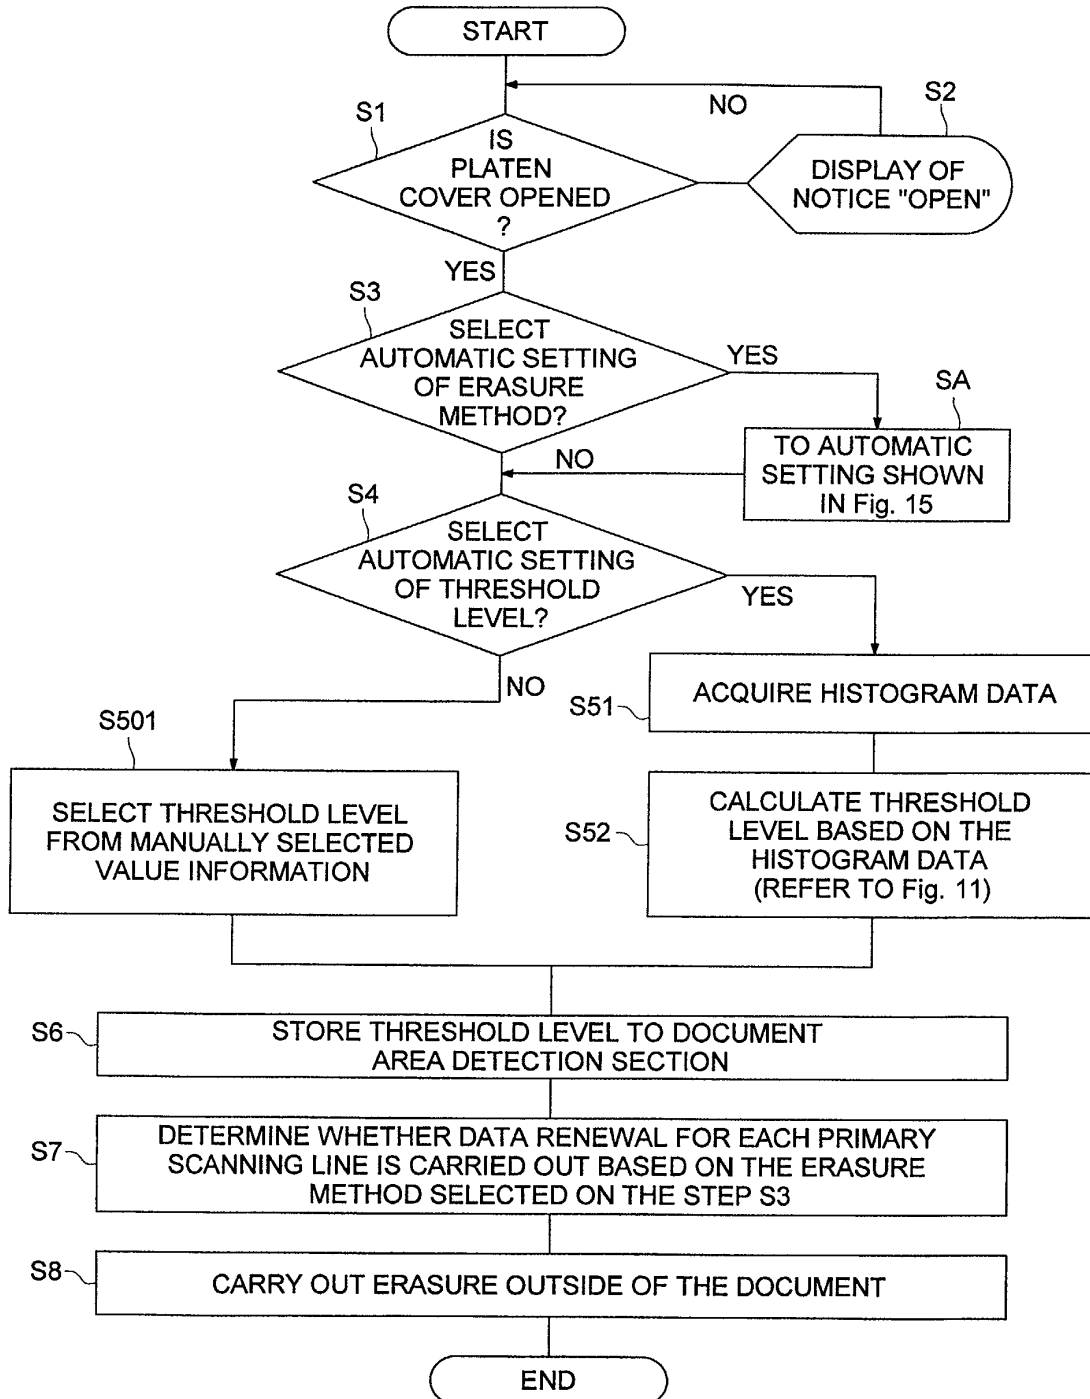 START
NO
S2
S1
IS
PLATEN
COVER OPENED
?
DISPLAY OF
NOTICE "OPEN"
YES
S3
SELECT
AUTOMATIC SETTING
OF ERASURE
METHOD?
YES
SA
TO AUTOMATIC
SETTING SHOWN
IN Fig. 15
NO
S4
SELECT
AUTOMATIC SETTING
OF THRESHOLD
LEVEL?
YES
NO
S51
ACQUIRE HISTOGRAM DATA
S501
SELECT THRESHOLD LEVEL
FROM MANUALLY SELECTED
VALUE INFORMATION
S52
CALCULATE THRESHOLD
LEVEL BASED ON THE
HISTOGRAM DATA
(REFER TO Fig. 11)
S6
STORE THRESHOLD LEVEL TO DOCUMENT
AREA DETECTION SECTION
S7
DETERMINE WHETHER DATA RENEWAL FOR EACH PRIMARY
SCANNING LINE IS CARRIED OUT BASED ON THE ERASURE
METHOD SELECTED ON THE STEP S3
S8
CARRY OUT ERASURE OUTSIDE OF THE DOCUMENT
END